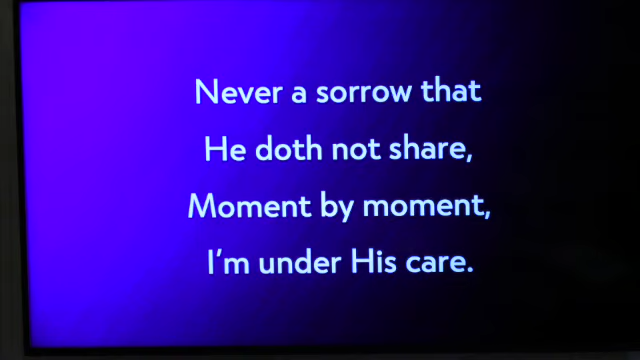 Never a sorrow that
He doth not share,
Moment by moment,
I'm under His care.